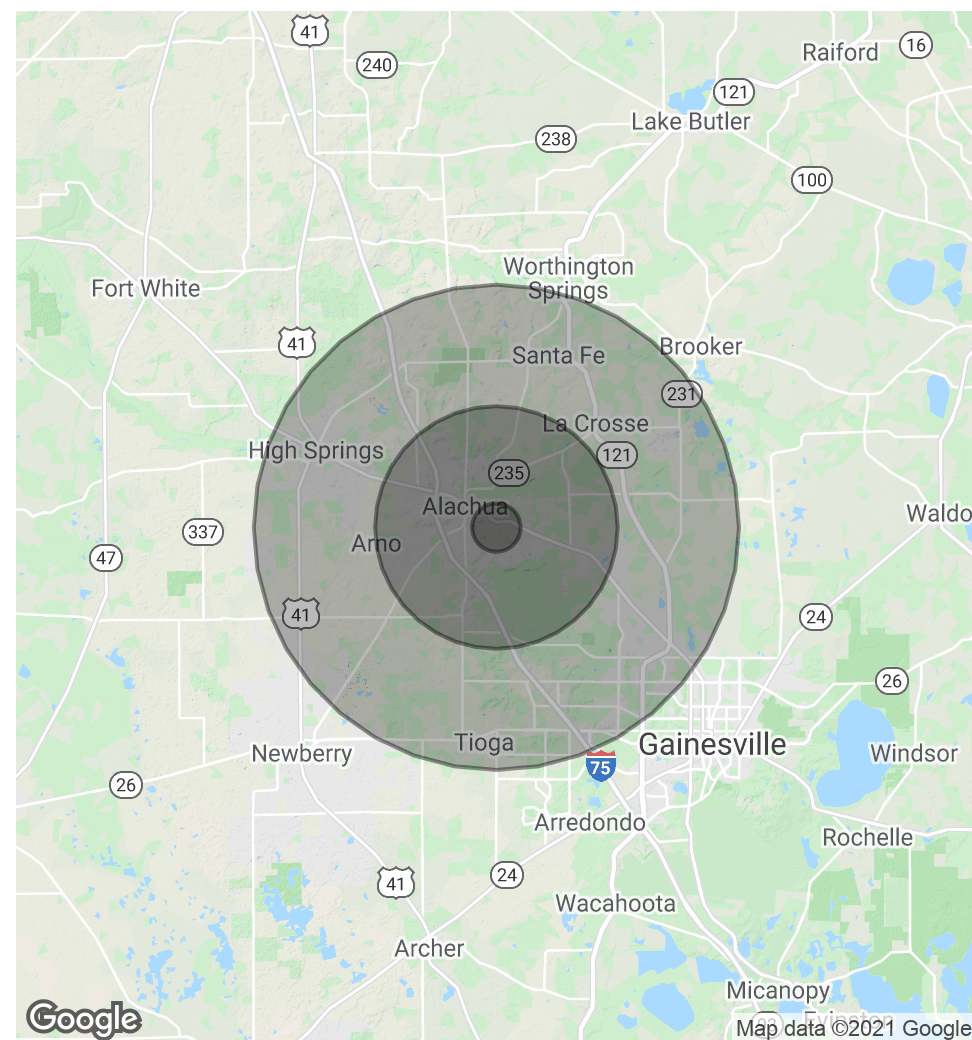 41
Raiford
16
240
121
Lake Butler
238
100
Worthington
Springs
Fort White
41
Santa Fe
Brooker
231
La Crosse
High Springs
121
235
Alachua
Waldo
337
Arno
47
41
24
26
Tioga
Gainesville
Newberry
Windsor
75
26
Arredondo
Rochelle
24
41
Wacahoota
Archer
Micanopy
Google
Evinston
Map data ©2021 Google